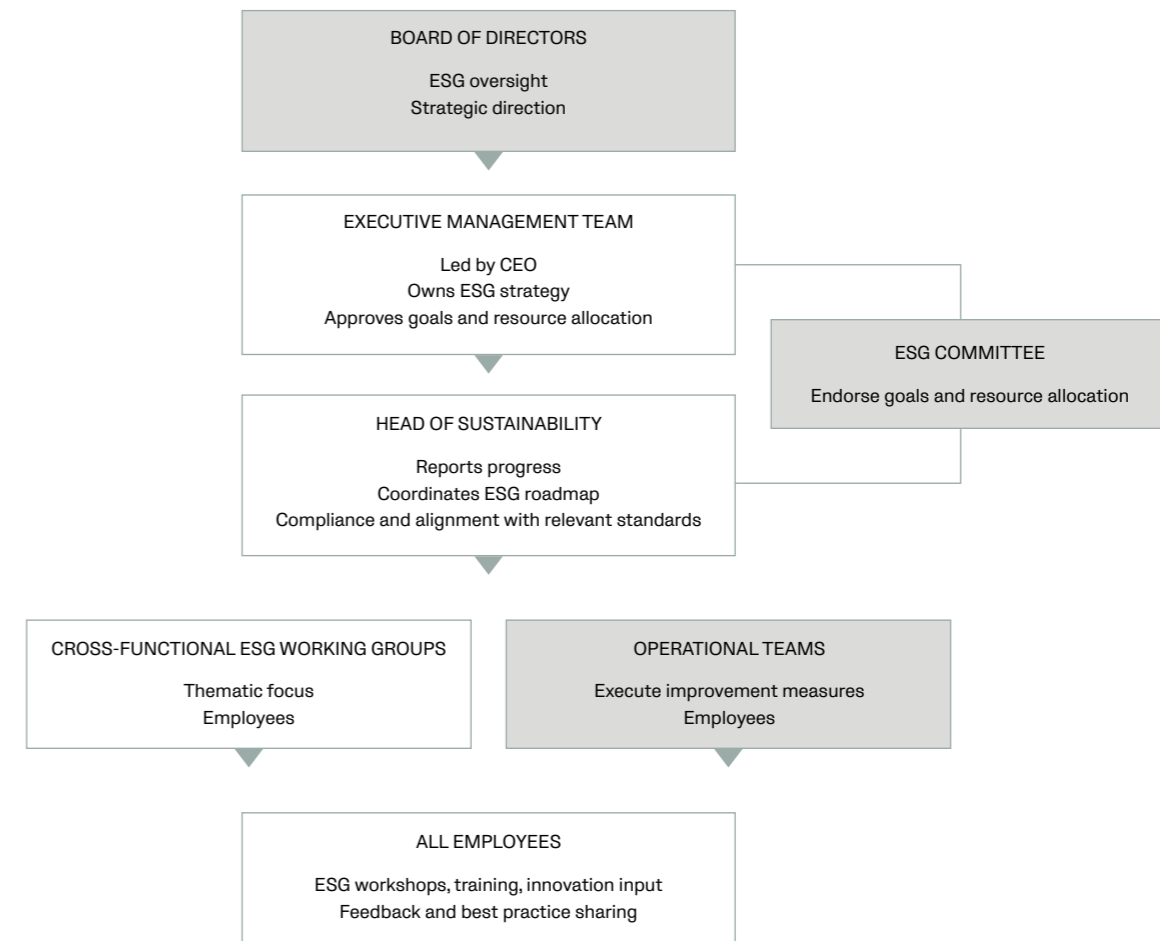 BOARD OF DIRECTORS
ESG oversight
Strategic direction
EXECUTIVE MANAGEMENT TEAM
Led by CEO
Owns ESG strategy
Approves goals and resource allocation
ESG COMMITTEE
Endorse goals and resource allocation
HEAD OF SUSTAINABILITY
Reports progress
Coordinates ESG roadmap
Compliance and alignment with relevant standards
CROSS-FUNCTIONAL ESG WORKING GROUPS
Thematic focus
Employees
OPERATIONAL TEAMS
Execute improvement measures
Employees
ALL EMPLOYEES
ESG workshops, training, innovation input
Feedback and best practice sharing